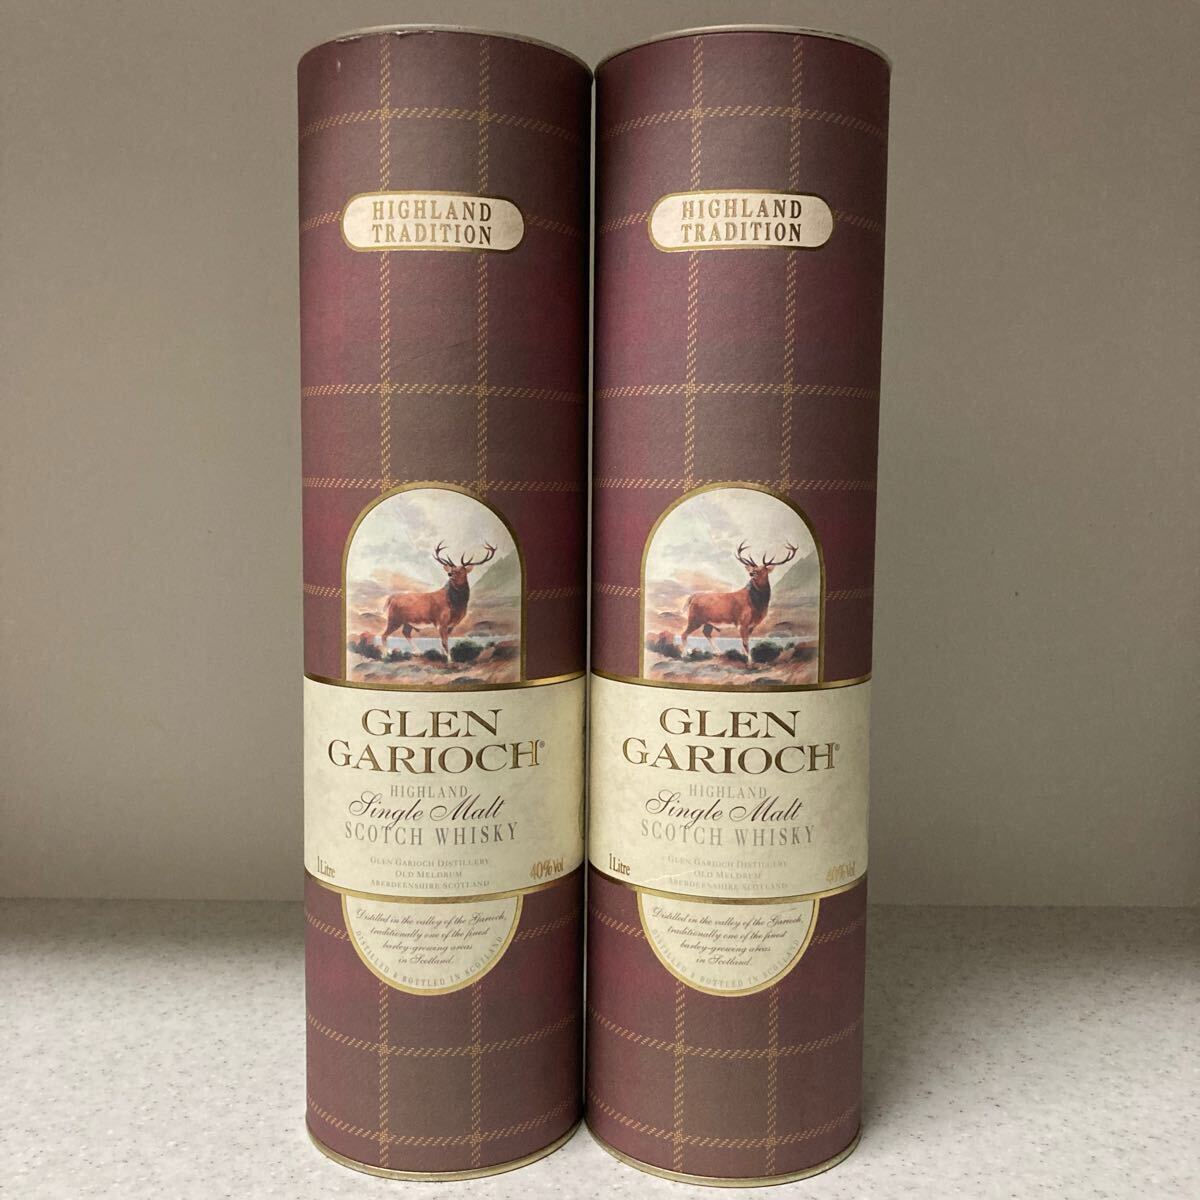 HIGHLAND
TRADITION
GLEN
GARIOCH®
HIGHLAND
Single Malt
SCOTCH WHISKY
GLEN GARIOCH DISTILLERY
OLD MELDRUM
ABERDEENSHIRE SCOTLAND
1 Litre
40% Vol
Distilled in the valley of the Garioch,
traditionally one of the finest
barley-growing areas
in Scotland.
DISTILLED & BOTTLED IN SCOTLAND
HIGHLAND
TRADITION
GLEN
GARIOCH®
HIGHLAND
Single Malt
SCOTCH WHISKY
GLEN GARIOCH DISTILLERY
OLD MELDRUM
ABERDEENSHIRE SCOTLAND
1 Litre
40% Vol
Distilled in the valley of the Garioch,
traditionally one of the finest
barley-growing areas
in Scotland.
DISTILLED & BOTTLED IN SCOTLAND